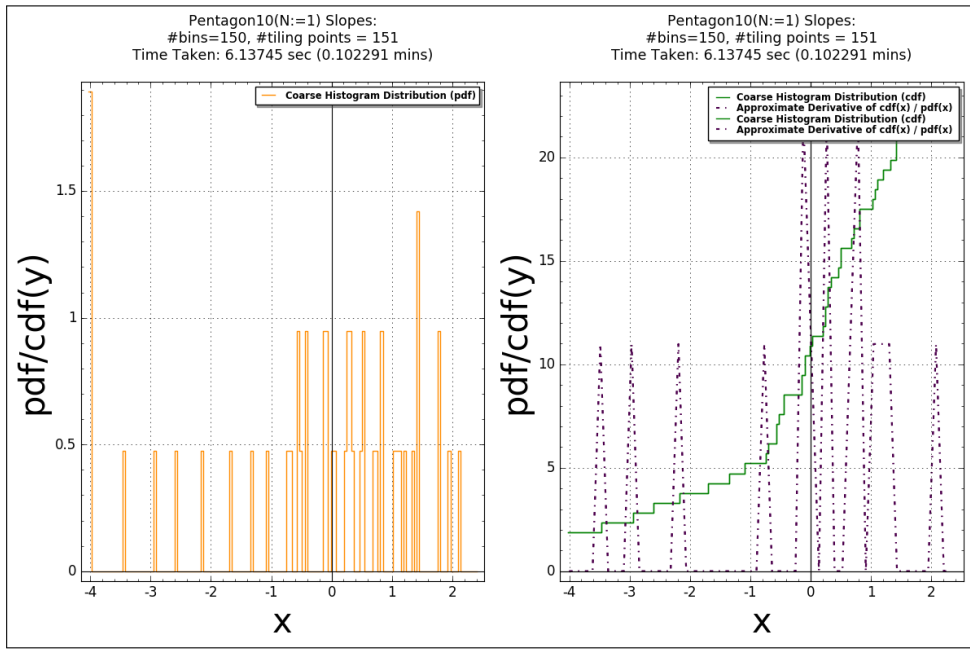 Pentagon10(N:=1) Slopes:
#bins=150, #tiling points = 151
Time Taken: 6.13745 sec (0.102291 mins)
Coarse Histogram Distribution (pdf)
1.5
1
0.5
0
-4 -3 -2 -1 0 1 2
pdf/cdf(y)
x
Pentagon10(N:=1) Slopes:
#bins=150, #tiling points = 151
Time Taken: 6.13745 sec (0.102291 mins)
Coarse Histogram Distribution (cdf)
Approximate Derivative of cdf(x) / pdf(x)
Coarse Histogram Distribution (cdf)
Approximate Derivative of cdf(x) / pdf(x)
20
15
10
5
0
-4 -3 -2 -1 0 1 2
pdf/cdf(y)
x